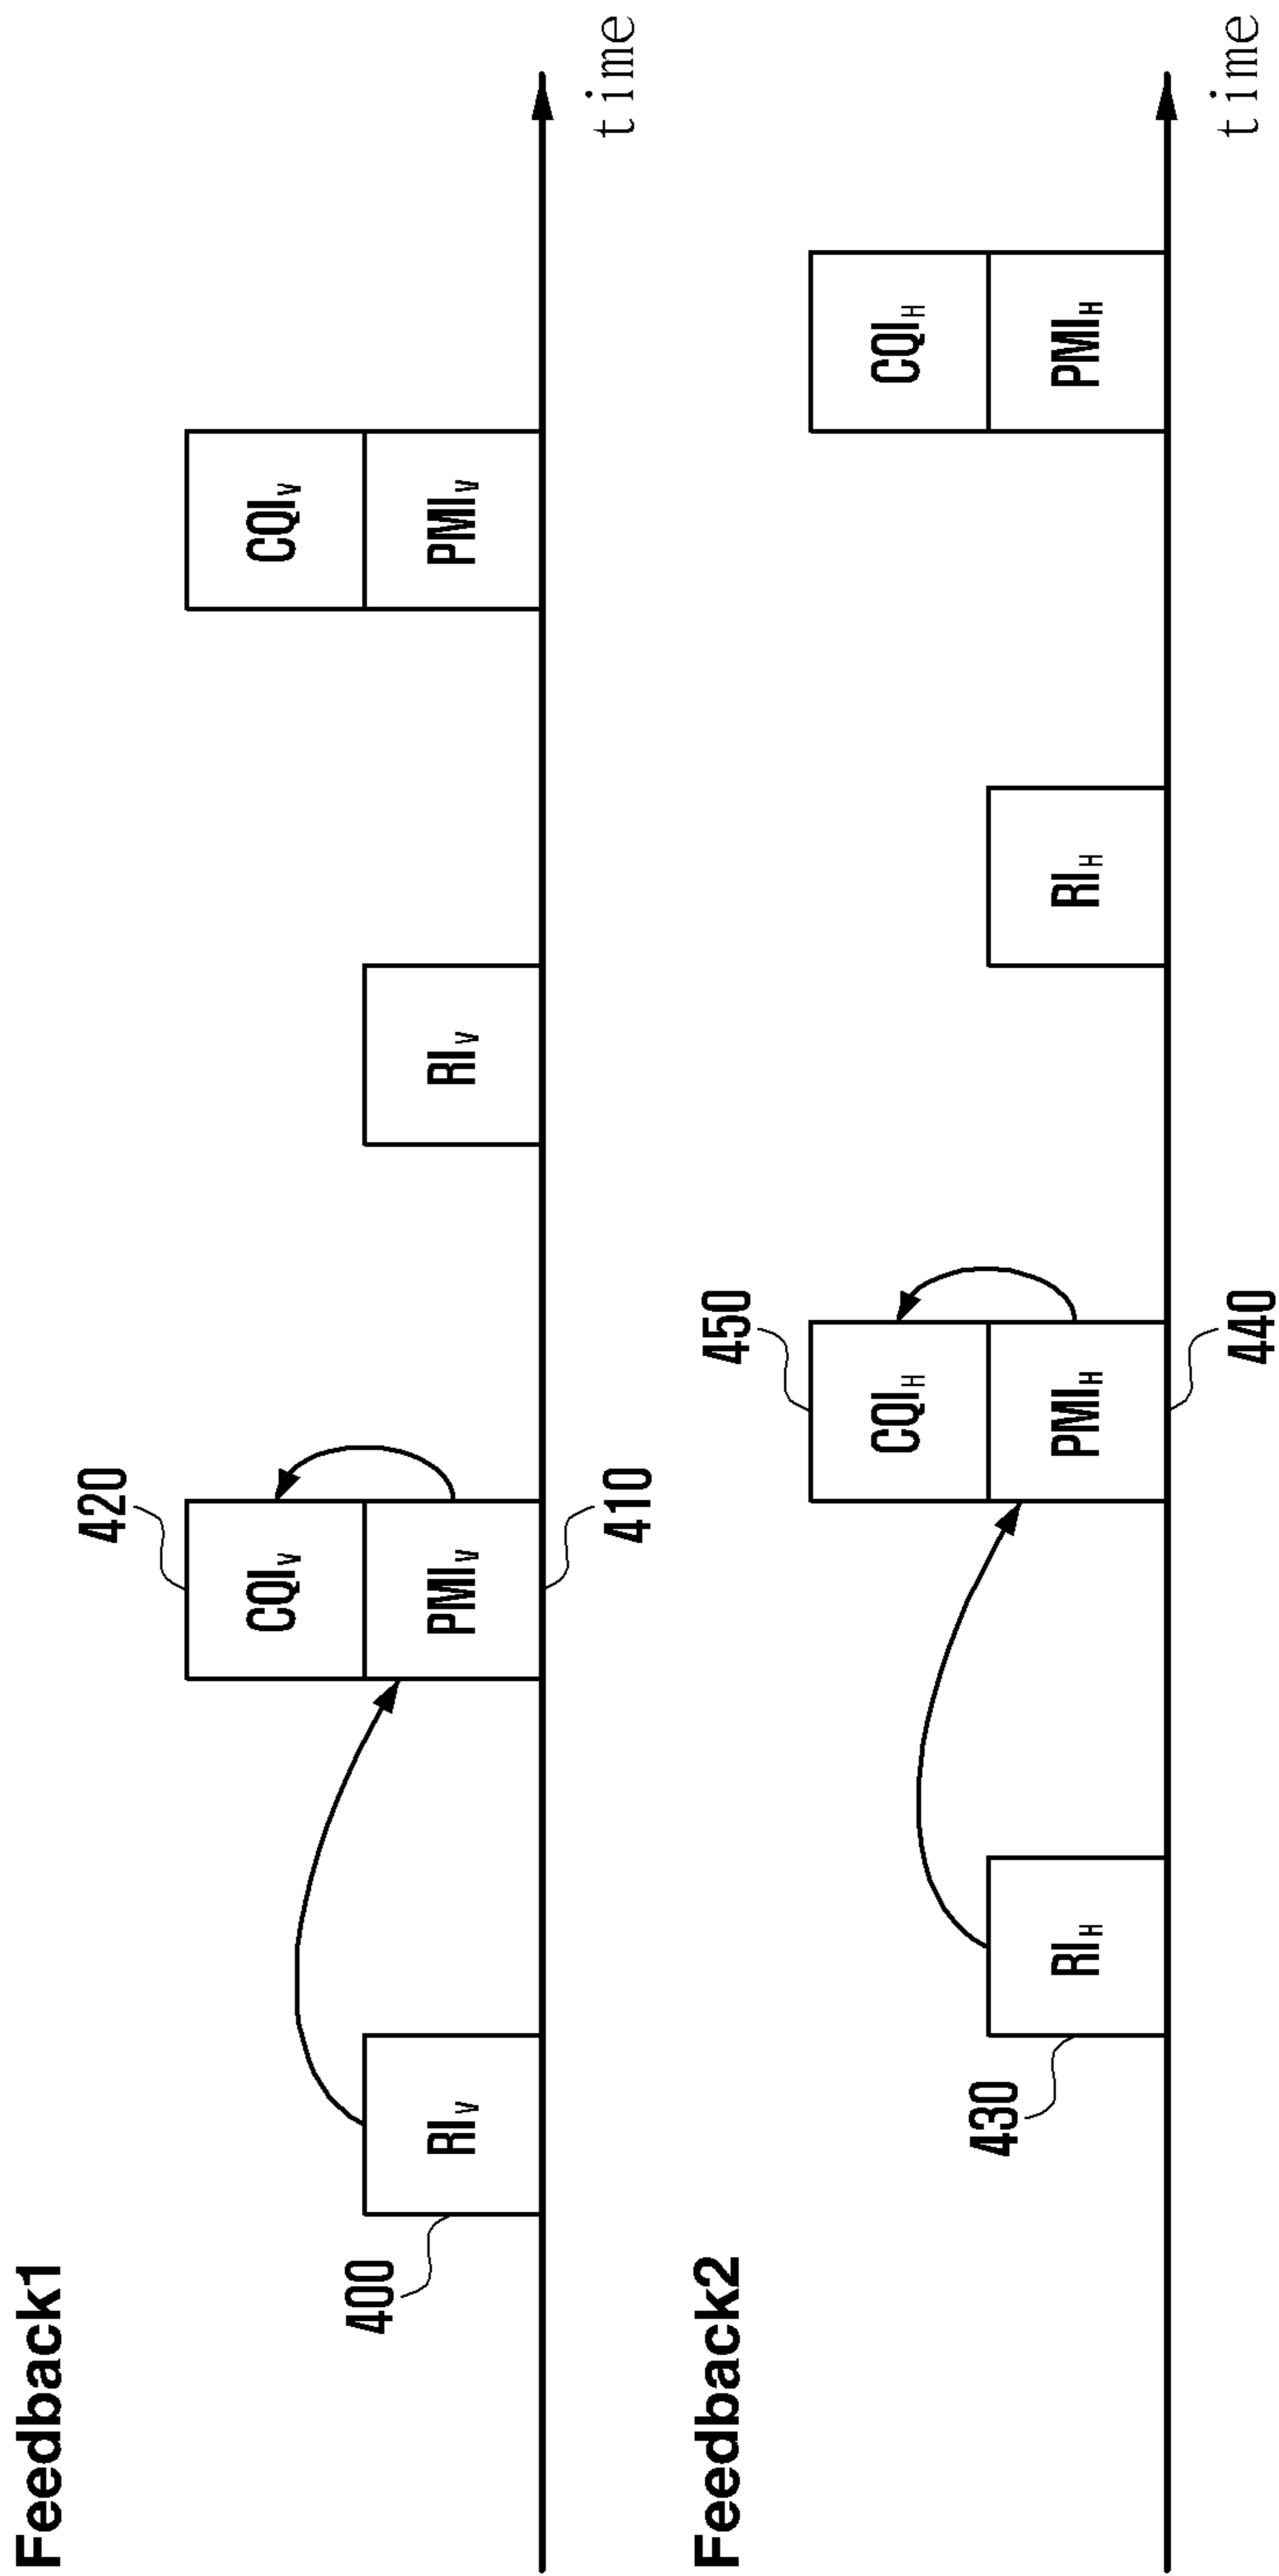 Feedback1
420
CQIV
CQIV
400
RIV
PMIV
RIV
PMIV
410
time
Feedback2
450
CQIH
CQIH
430
RIH
PMIH
RIH
PMIH
440
time